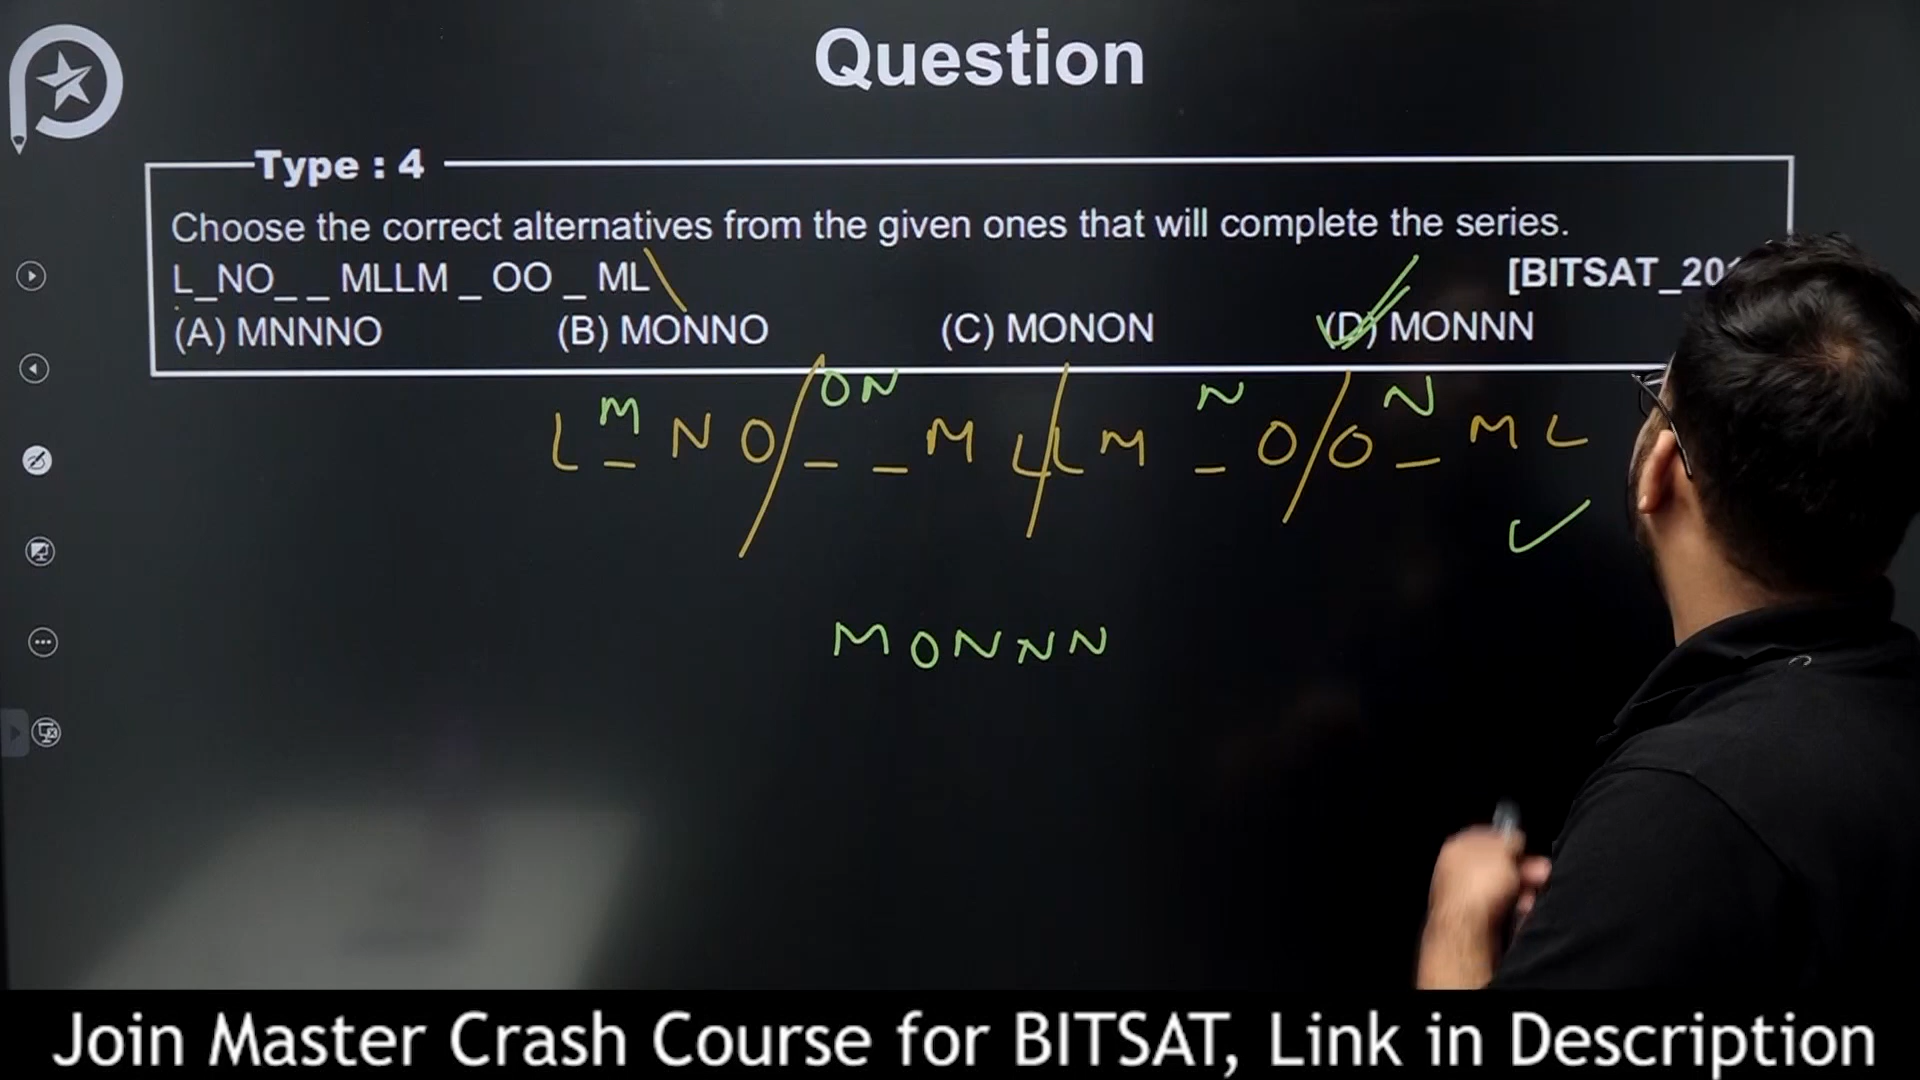 Question
Type : 4
Choose the correct alternatives from the given ones that will complete the series.
L_NO_ _ MLLM _ OO _ ML
[BITSAT_20
(A) MNNNO (B) MONNO (C) MONON (D) MONNN
M ON N N
L _ N O / _ _ M L / L M _ O / O _ M L
M O N N N
Join Master Crash Course for BITSAT, Link in Description